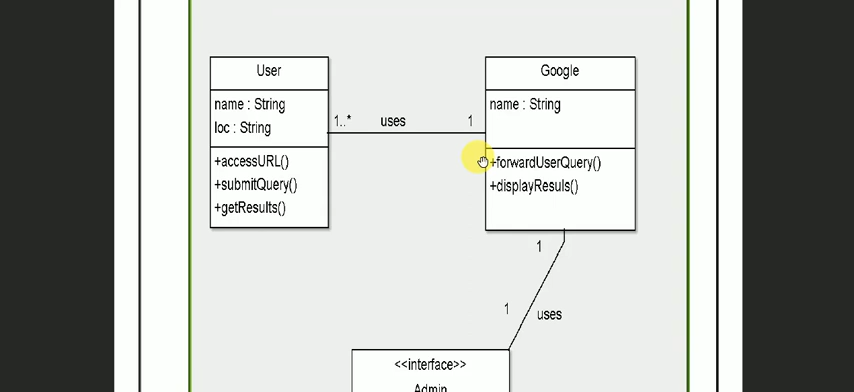 User
name : String
loc : String
+accessURL()
+submitQuery()
+getResults()
1..* uses 1
Google
name : String
+forwardUserQuery()
+displayResuls()
1
1 uses
<<interface>>
Admin